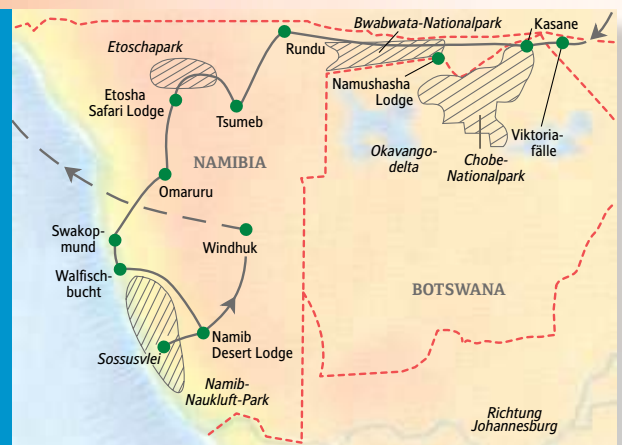 Bwabwata-Nationalpark
Kasane
Etoschapark
Rundu
Etosha
Safari Lodge
Tsumeb
Namushasha
Lodge
Viktoria-
fälle
NAMIBIA
Okavango-
delta
Chobe-
Nationalpark
Omaruru
Swakop-
mund
Windhuk
Walfisch-
bucht
BOTSWANA
Sossusvlei
Namib
Desert Lodge
Namib-
Naukluft-Park
Richtung
Johannesburg